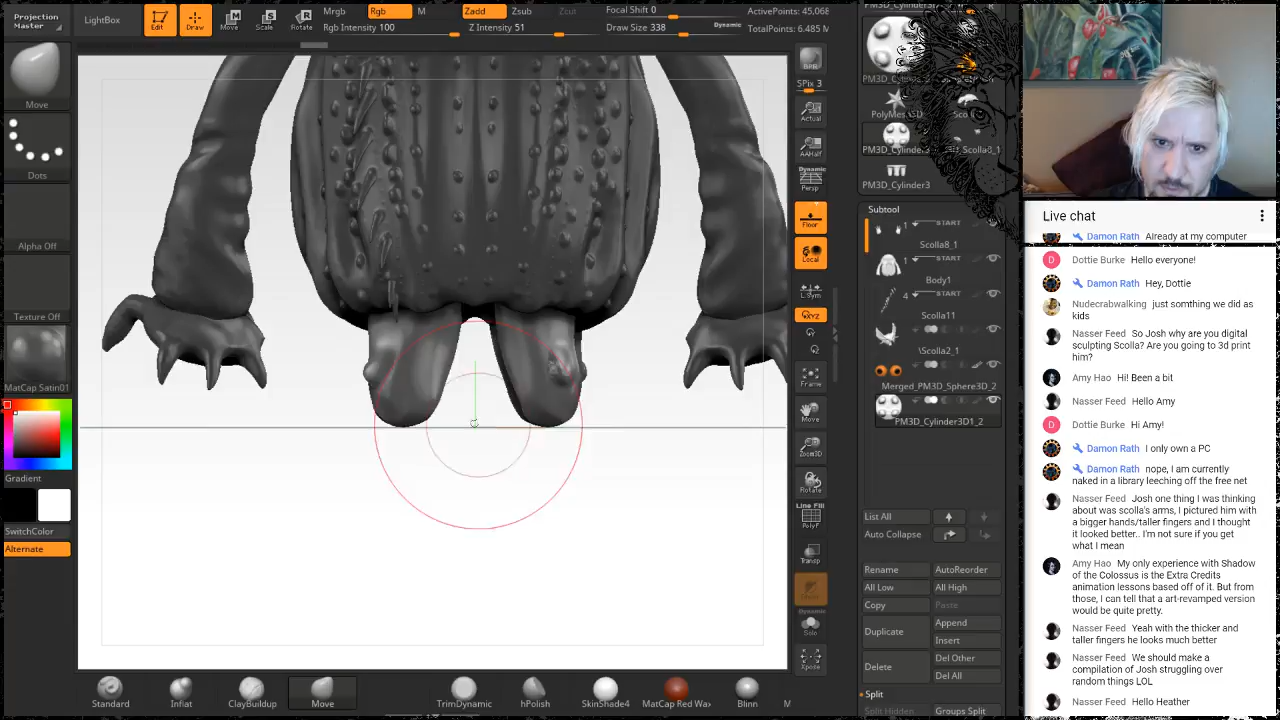 Projection
Master
LightBox
Edit
Draw
Move
Scale
Rotate
Mrgb
Rgb
M
Rgb Intensity 100
Zadd
Zsub
Zcut
Z Intensity 51
Focal Shift 0
Draw Size 338
Dynamic
ActivePoints: 45,068
TotalPoints: 6.485 M
Move
Dots
Alpha Off
Texture Off
MatCap Satin01
Gradient
SwitchColor
Alternate
BPR
SPix 3
Actual
AAHalf
Dynamic
Persp
Floor
Local
L.Sym
Frame
Move
Zoom3D
Rotate
Line Fill
PolyF
Transp
Dynamic
Solo
Xpose
PM3D_Cylinder3
PM3D_Cylinder3
PM3D_Cylinder3
Subtool
1 START
Scolla8_1
1 START
Body1
4 START
Scolla11
\Scolla2_1
Merged_PM3D_Sphere3D_2
PM3D_Cylinder3D1_2
List All
Auto Collapse
Rename
AutoReorder
All Low
All High
Copy
Paste
Duplicate
Append
Insert
Delete
Del Other
Del All
Split
Split Hidden
Groups Split
Standard
Inflat
ClayBuildup
Move
TrimDynamic
hPolish
SkinShade4
MatCap Red Wax
Blinn
M
Live chat
Damon Rath Already at my computer
D Dottie Burke Hello everyone!
Damon Rath Hey, Dottie
Nudecrabwalking just somthing we did as
kids
Nasser Feed So Josh why are you digital
sculpting Scolla? Are you going to 3d print
him?
Amy Hao Hi! Been a bit
Nasser Feed Hello Amy
D Dottie Burke Hi Amy!
Damon Rath I only own a PC
Damon Rath nope, I am currently
naked in a library leeching off the free net
Nasser Feed Josh one thing I was thinking
about was scolla's arms, I pictured him with
a bigger hands/taller fingers and I thought
it looked better.. I'm not sure if you get
what I mean
Amy Hao My only experience with Shadow
of the Colossus is the Extra Credits
animation lessons based off of it. But from
those, I can tell that a art-revamped version
would be quite pretty.
Nasser Feed Yeah with the thicker and
taller fingers he looks much better
Nasser Feed We should make a
compilation of Josh struggling over
random things LOL
Nasser Feed Hello Heather